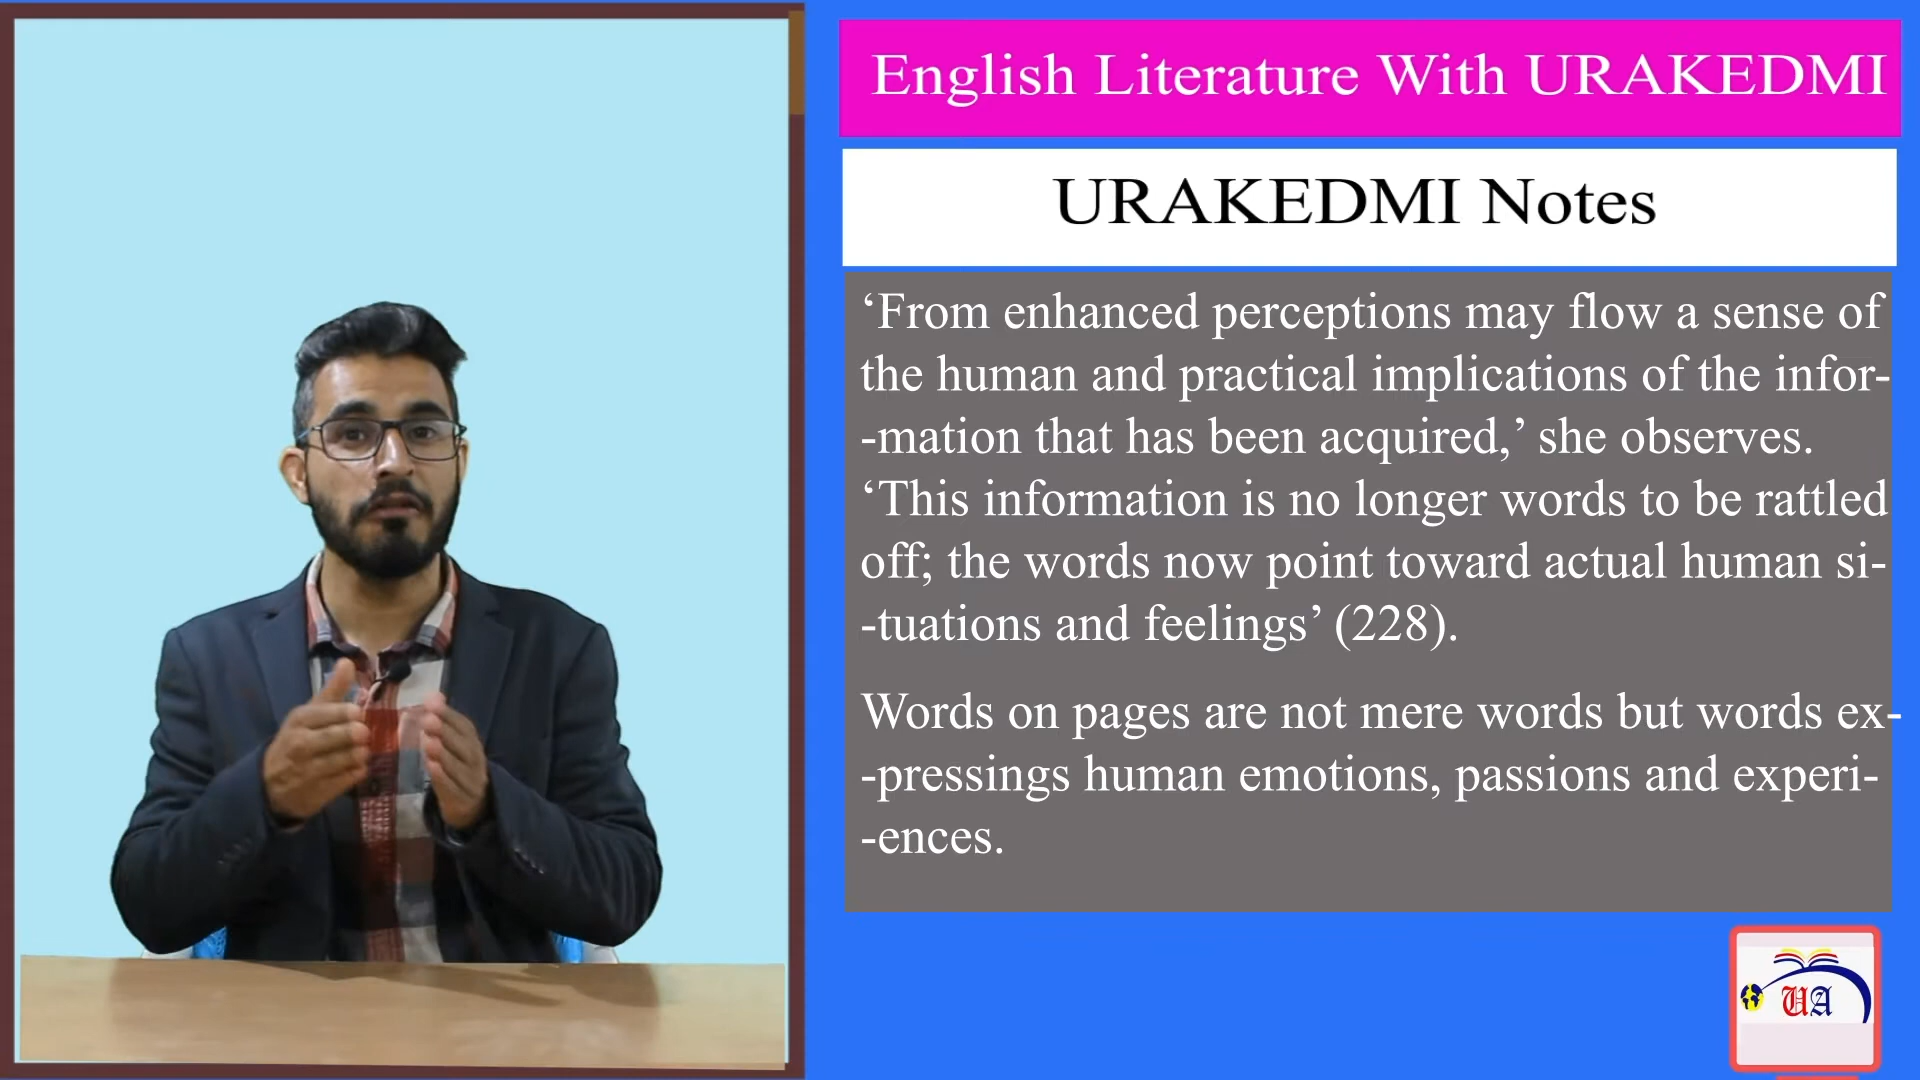 English Literature With URAKEDMI
URAKEDMI Notes
‘From enhanced perceptions may flow a sense of
the human and practical implications of the infor-
-mation that has been acquired,’ she observes.
‘This information is no longer words to be rattled
off; the words now point toward actual human si-
-tuations and feelings’ (228).
Words on pages are not mere words but words ex-
-pressings human emotions, passions and experi-
-ences.
UA